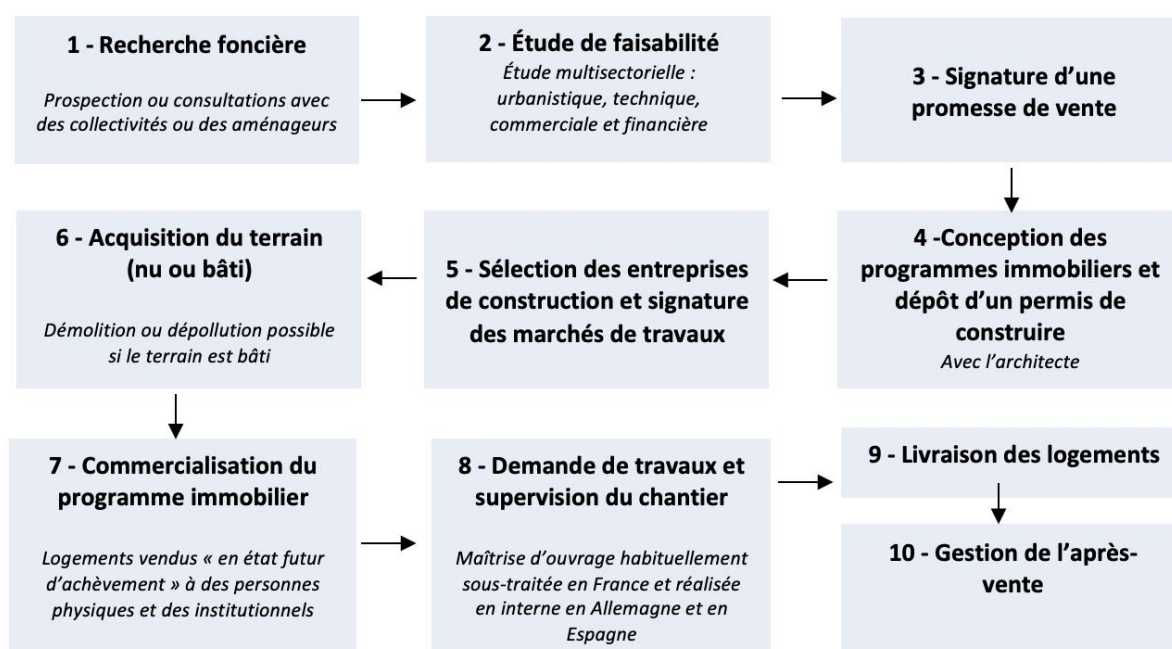 1 - Recherche foncière
Prospection ou consultations avec
des collectivités ou des aménageurs
2 - Étude de faisabilité
Étude multisectorielle :
urbanistique, technique,
commerciale et financière
3 - Signature d’une
promesse de vente
4 -Conception des
programmes immobiliers et
dépôt d’un permis de
construire
Avec l’architecte
5 - Sélection des entreprises
de construction et signature
des marchés de travaux
6 - Acquisition du terrain
(nu ou bâti)
Démolition ou dépollution possible
si le terrain est bâti
7 - Commercialisation du
programme immobilier
Logements vendus « en état futur
d’achèvement » à des personnes
physiques et des institutionnels
8 - Demande de travaux et
supervision du chantier
Maîtrise d’ouvrage habituellement
sous-traitée en France et réalisée
en interne en Allemagne et en
Espagne
9 - Livraison des logements
10 - Gestion de l’après-
vente